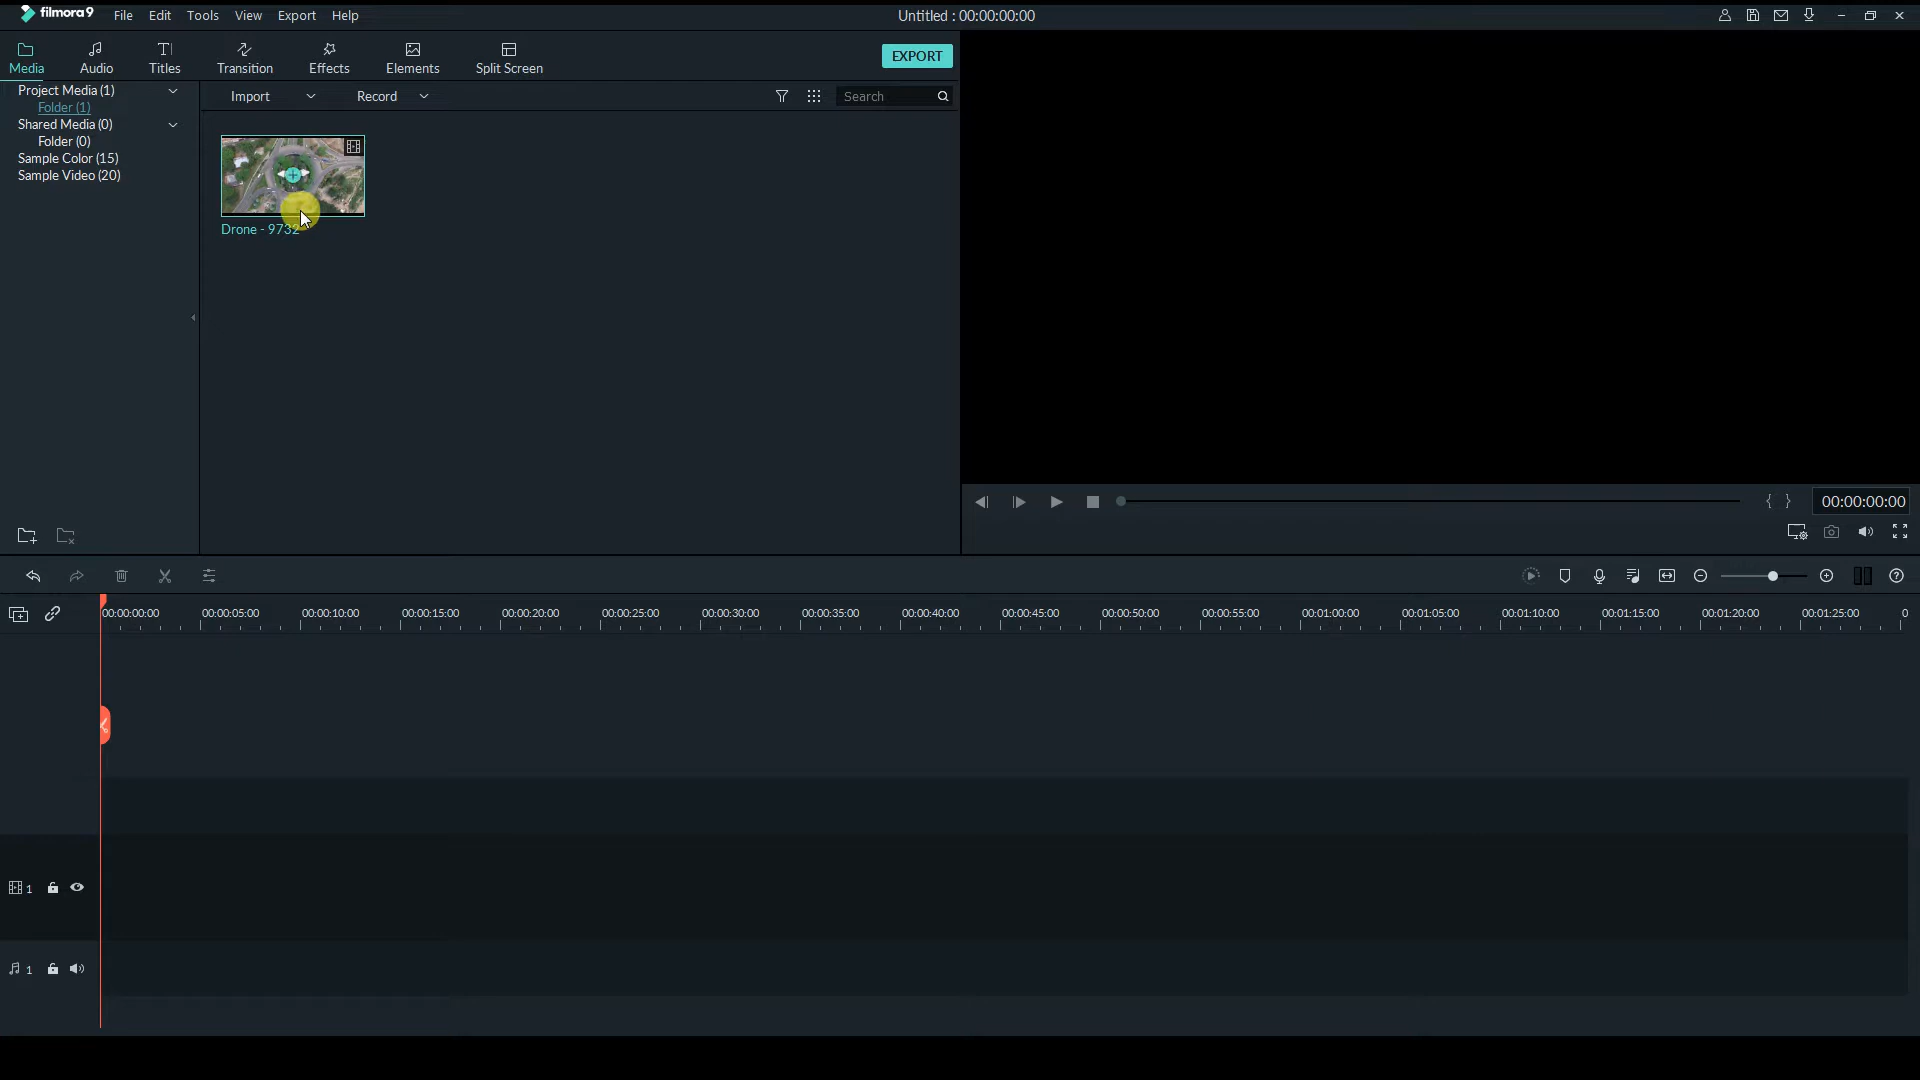 filmora9 File Edit Tools View Export Help Untitled : 00:00:00:00
Media Audio Titles Transition Effects Elements Split Screen EXPORT
Project Media (1)
Folder (1)
Shared Media (0)
Folder (0)
Sample Color (15)
Sample Video (20)
Import Record Search
Drone - 9732
00:00:00:00
00:00:00:00 00:00:05:00 00:00:10:00 00:00:15:00 00:00:20:00 00:00:25:00 00:00:30:00 00:00:35:00 00:00:40:00 00:00:45:00 00:00:50:00 00:00:55:00 00:01:00:00 00:01:05:00 00:01:10:00 00:01:15:00 00:01:20:00 00:01:25:00 0
1
1